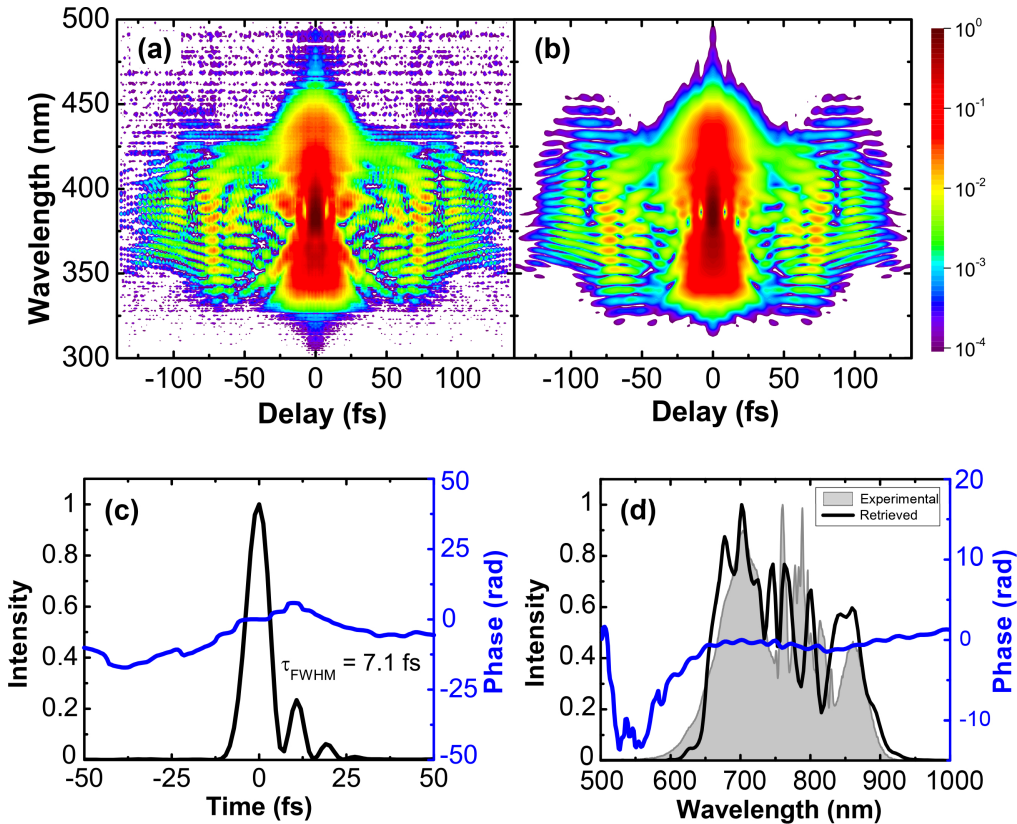 (a)
(b)
500
450
400
350
300
Wavelength (nm)
-100 -50 0 50 100
-100 -50 0 50 100
Delay (fs)
Delay (fs)
10^0
10^-1
10^-2
10^-3
10^-4
(c)
1
0.8
0.6
0.4
0.2
0
Intensity
50
25
0
-25
-50
Phase (rad)
τFWHM = 7.1 fs
-50 -25 0 25 50
Time (fs)
(d)
Experimental
Retrieved
1
0.8
0.6
0.4
0.2
0
Intensity
20
10
0
-10
Phase (rad)
500 600 700 800 900 1000
Wavelength (nm)